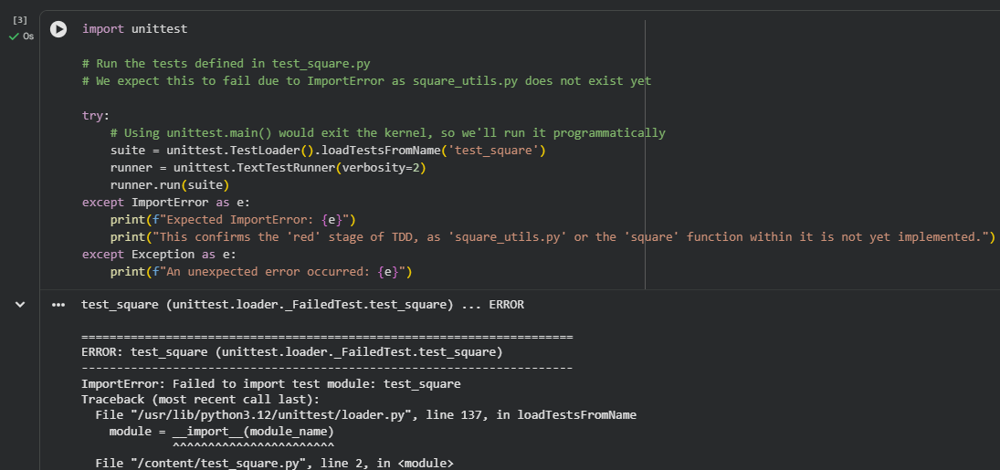 [3]
0s
import unittest
# Run the tests defined in test_square.py
# We expect this to fail due to ImportError as square_utils.py does not exist yet
try:
    # Using unittest.main() would exit the kernel, so we'll run it programmatically
    suite = unittest.TestLoader().loadTestsFromName('test_square')
    runner = unittest.TextTestRunner(verbosity=2)
    runner.run(suite)
except ImportError as e:
    print(f"Expected ImportError: {e}")
    print("This confirms the 'red' stage of TDD, as 'square_utils.py' or the 'square' function within it is not yet implemented.")
except Exception as e:
    print(f"An unexpected error occurred: {e}")
test_square (unittest.loader._FailedTest.test_square) ... ERROR
======================================================================
ERROR: test_square (unittest.loader._FailedTest.test_square)
----------------------------------------------------------------------
ImportError: Failed to import test module: test_square
Traceback (most recent call last):
  File "/usr/lib/python3.12/unittest/loader.py", line 137, in loadTestsFromName
    module = __import__(module_name)
             ^^^^^^^^^^^^^^^^^^^^^^^
  File "/content/test_square.py", line 2, in <module>